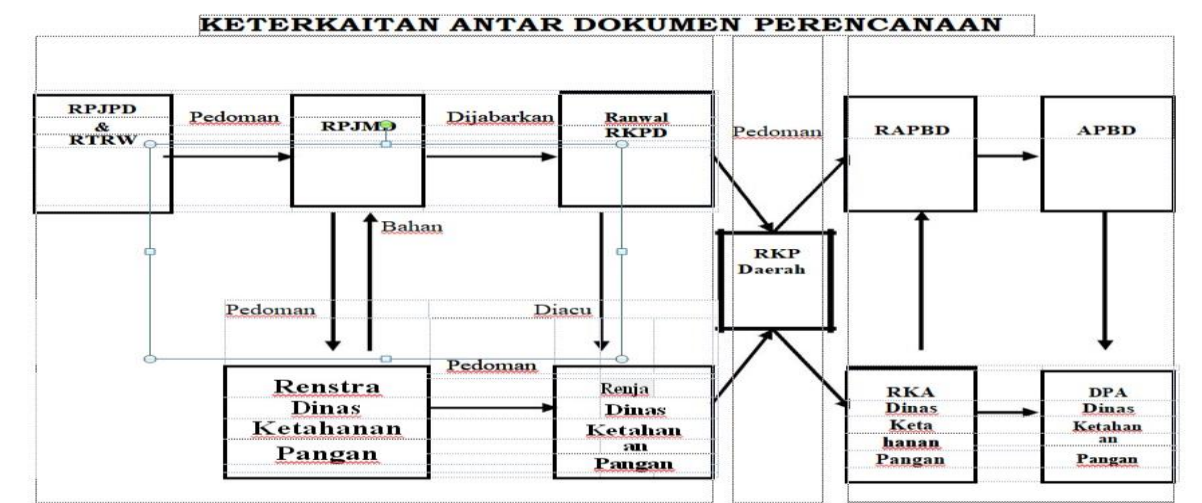 KETERKAITAN ANTAR DOKUMEN PERENCANAAN
RPJPD
&
RTRW
Pedoman
RPJMD
Dijabarkan
Ranwal
RKPD
Pedoman
RAPBD
APBD
Bahan
RKP
Daerah
Pedoman
Diacu
Renstra
Dinas
Ketahanan
Pangan
Pedoman
Renja
Dinas
Ketahan
an
Pangan
RKA
Dinas
Keta
hanan
Pangan
DPA
Dinas
Ketahan
an
Pangan